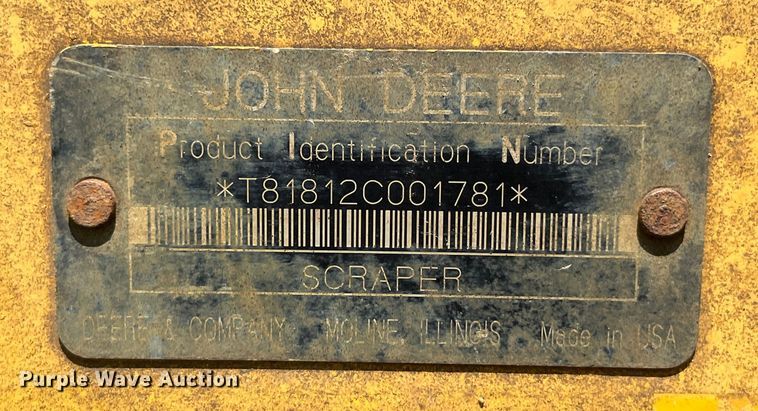 JOHN DEERE
Product Identification Number
*T81812C001781*
SCRAPER
DEERE & COMPANY MOLINE, ILLINOIS Made in USA
Purple Wave Auction